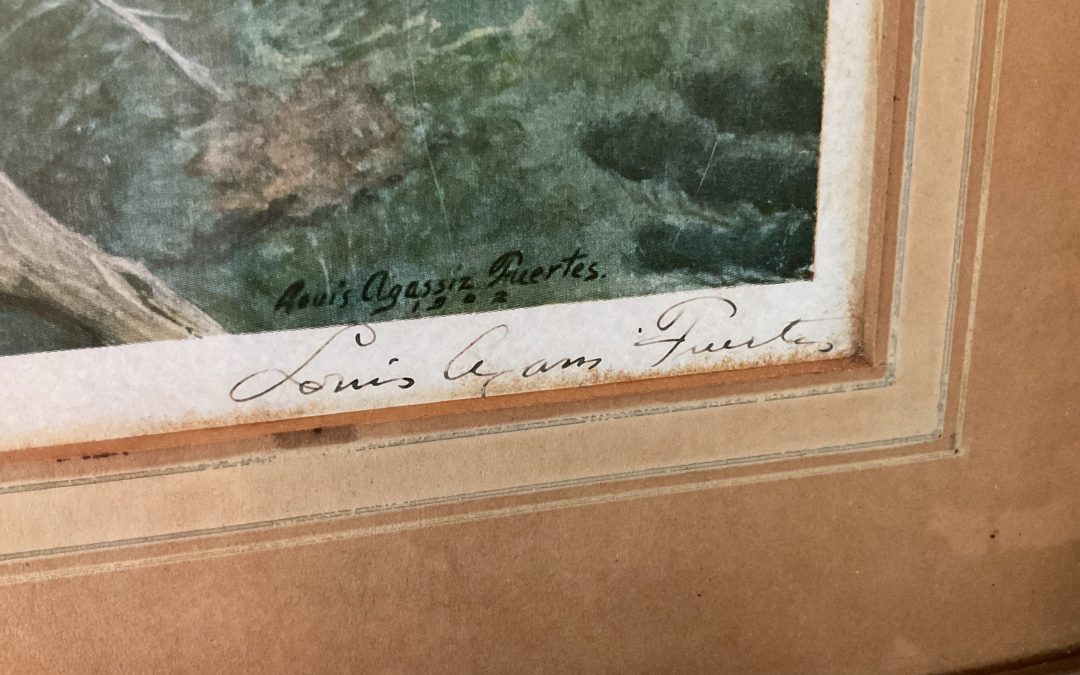 Louis Agassiz Fuertes.
1902
Louis Agassiz Fuertes